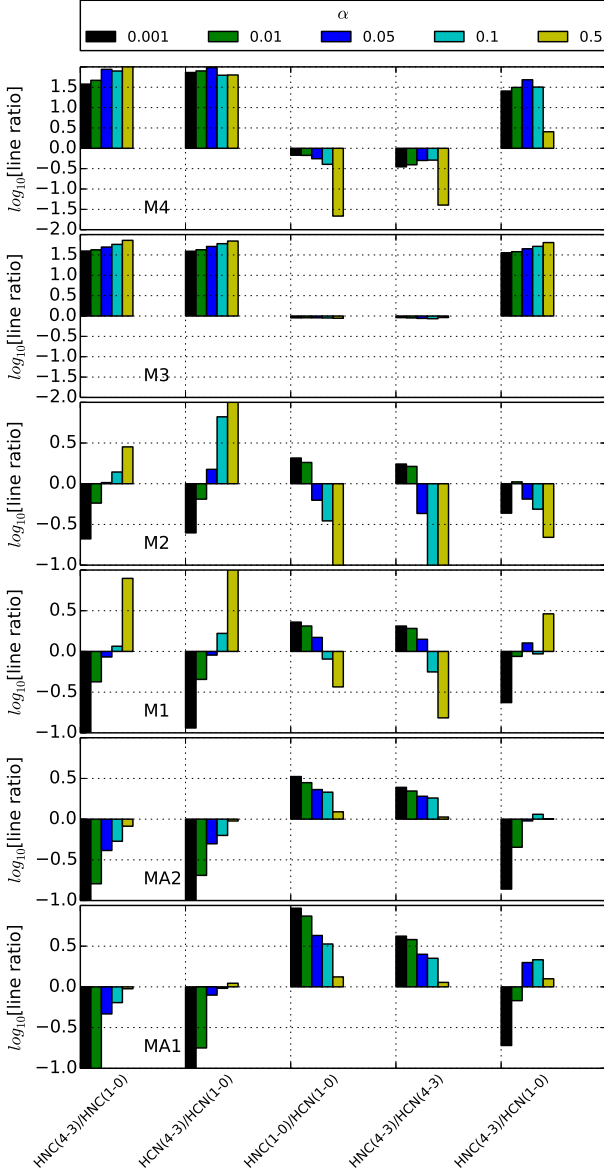 α
0.001 0.01 0.05 0.1 0.5
log10[line ratio]
1.5
1.0
0.5
0.0
−0.5
−1.0
−1.5
−2.0
M4
log10[line ratio]
1.5
1.0
0.5
0.0
−0.5
−1.0
−1.5
−2.0
M3
log10[line ratio]
0.5
0.0
−0.5
−1.0
M2
log10[line ratio]
0.5
0.0
−0.5
−1.0
M1
log10[line ratio]
0.5
0.0
−0.5
−1.0
MA2
log10[line ratio]
0.5
0.0
−0.5
−1.0
MA1
HNC(4-3)/HNC(1-0)
HCN(4-3)/HCN(1-0)
HNC(1-0)/HCN(1-0)
HNC(4-3)/HCN(4-3)
HNC(4-3)/HCN(1-0)